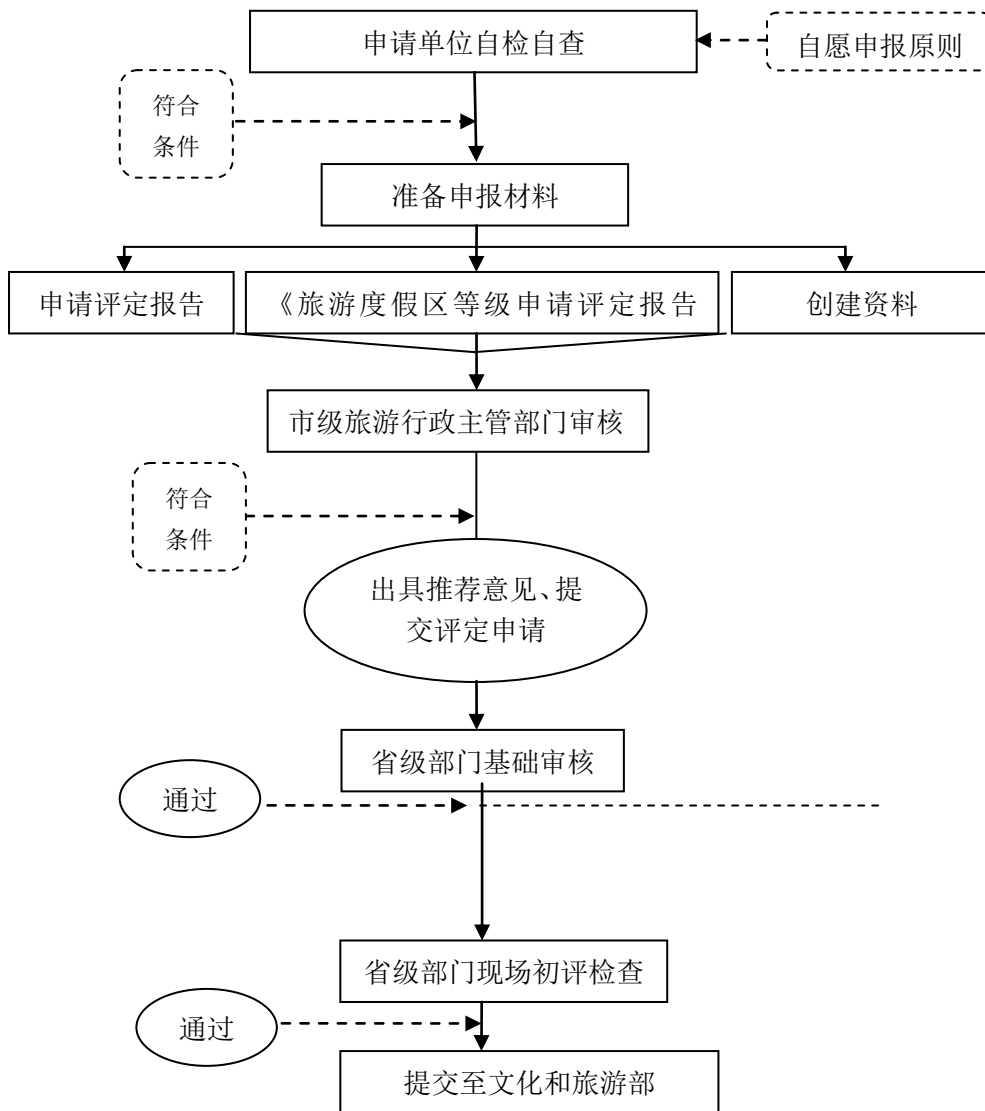 申请单位自检自查
自愿申报原则
符合
条件
准备申报材料
申请评定报告
《旅游度假区等级申请评定报告
创建资料
市级旅游行政主管部门审核
符合
条件
出具推荐意见、提
交评定申请
省级部门基础审核
通过
省级部门现场初评检查
通过
提交至文化和旅游部